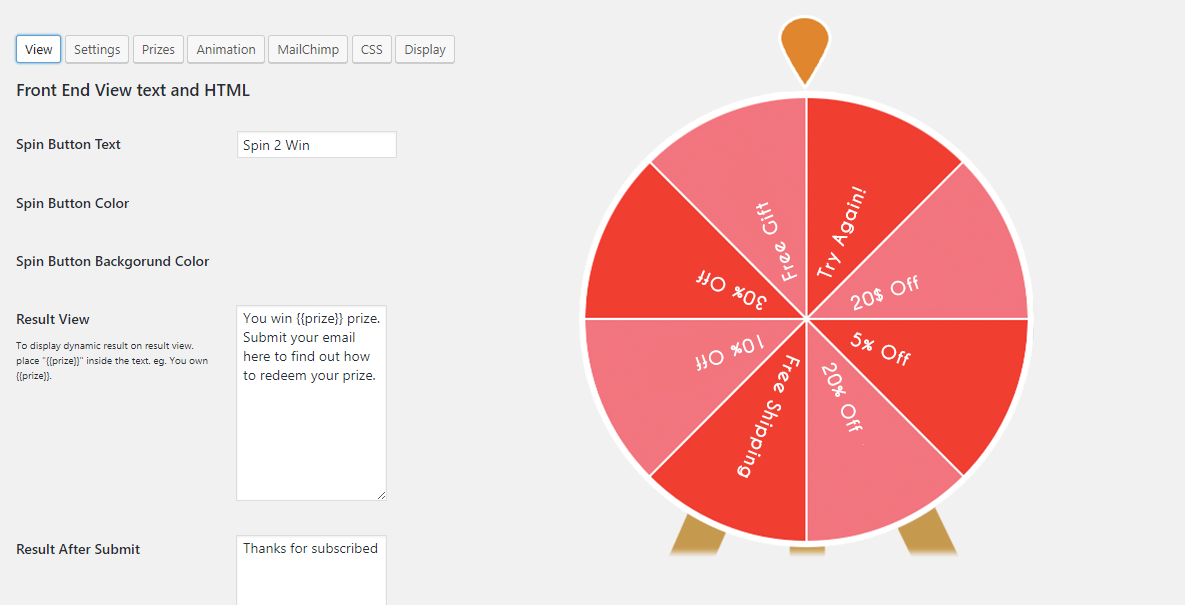 View Settings Prizes Animation MailChimp CSS Display
Front End View text and HTML
Spin Button Text
Spin 2 Win
Spin Button Color
Spin Button Backgorund Color
Result View
To display dynamic result on result view.
place "{{prize}}" inside the text. eg. You own
{{prize}}.
You win {{prize}} prize.
Submit your email
here to find out how
to redeem your prize.
Result After Submit
Thanks for subscribed
Try Again!
20$ Off
5% Off
20% Off
Free Shipping
10% Off
30% Off
Free Gift